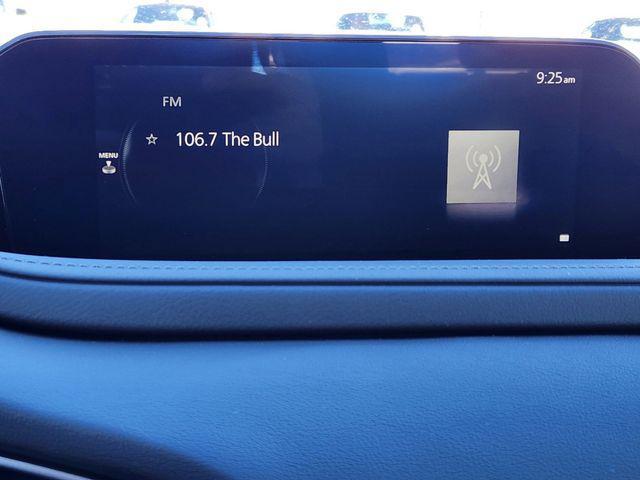 9:25am
FM
106.7 The Bull
MENU